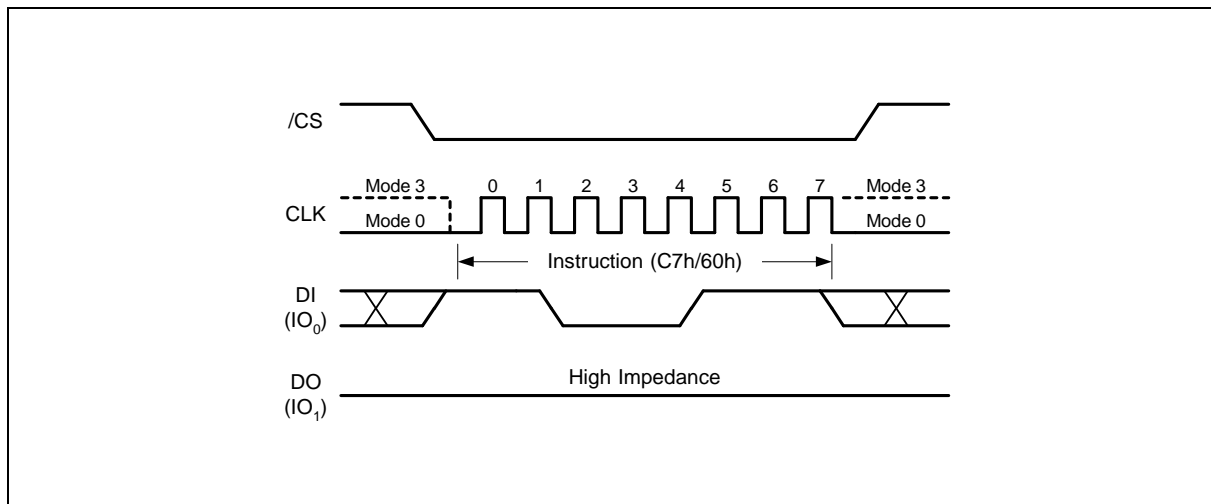 /CS
Mode 3 0 1 2 3 4 5 6 7 Mode 3
CLK
Mode 0 Mode 0
Instruction (C7h/60h)
DI
(IO0)
High Impedance
DO
(IO1)